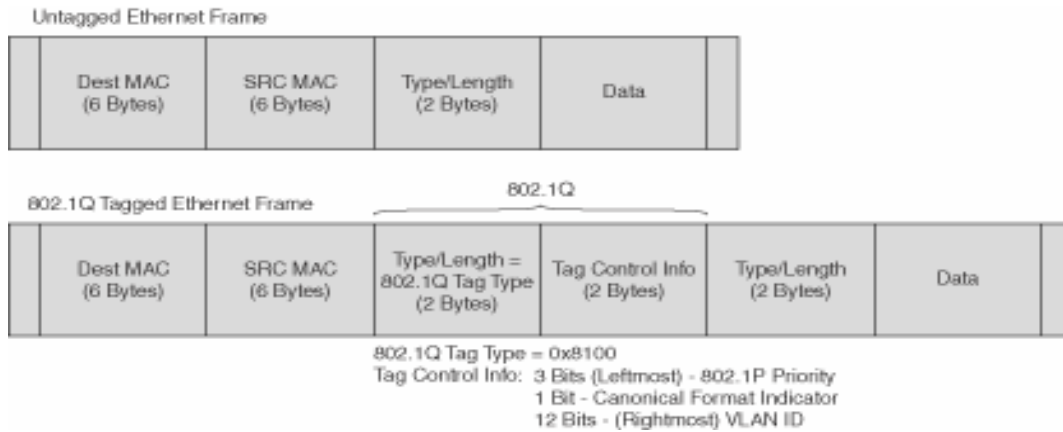 Untagged Ethernet Frame
Dest MAC
(6 Bytes)
SRC MAC
(6 Bytes)
Type/Length
(2 Bytes)
Data
802.1Q
802.1Q Tagged Ethernet Frame
Dest MAC
(6 Bytes)
SRC MAC
(6 Bytes)
Type/Length =
802.1Q Tag Type
(2 Bytes)
Tag Control Info
(2 Bytes)
Type/Length
(2 Bytes)
Data
802.1Q Tag Type = 0x8100
Tag Control Info: 3 Bits (Leftmost) - 802.1P Priority
1 Bit - Canonical Format Indicator
12 Bits - (Rightmost) VLAN ID